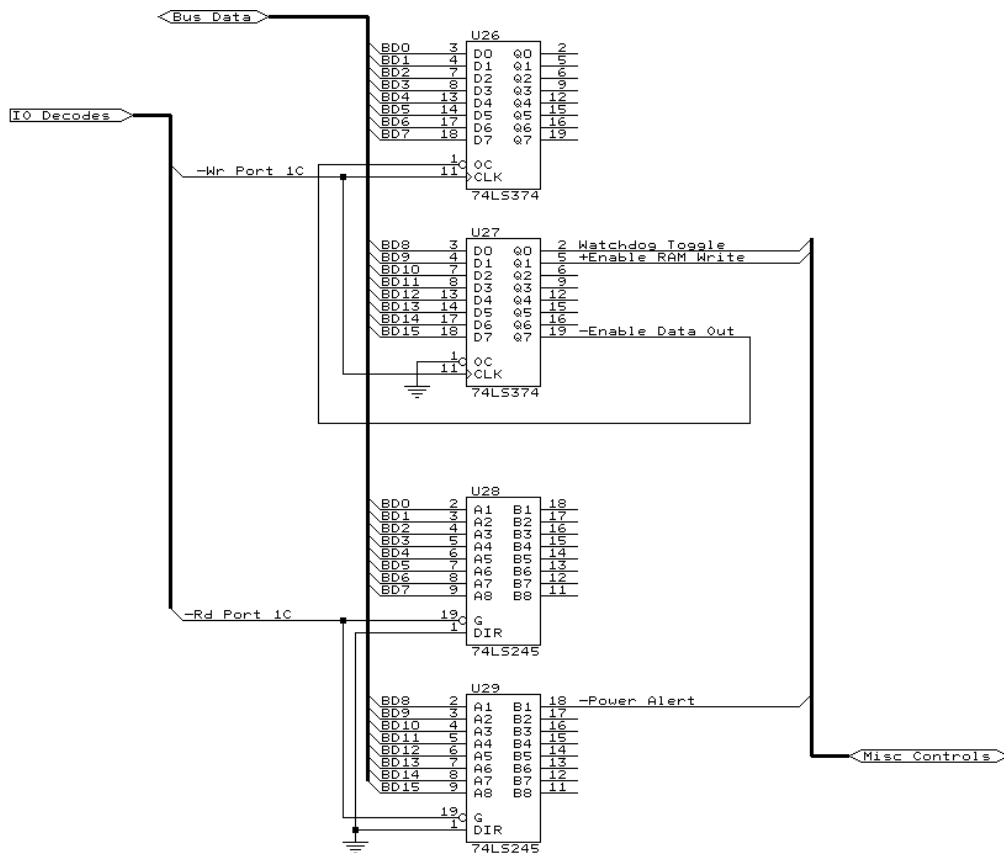 Bus Data
U26
BD0 3 D0 Q0 2
BD1 4 D1 Q1 5
BD2 7 D2 Q2 6
BD3 8 D3 Q3 9
BD4 13 D4 Q4 12
BD5 14 D5 Q5 15
BD6 17 D6 Q6 16
BD7 18 D7 Q7 19
IO Decodes
1 OC
-Wr Port 1C 11 CLK
74LS374
U27
BD8 3 D0 Q0 2 Watchdog Toggle
BD9 4 D1 Q1 5 +Enable RAM Write
BD10 7 D2 Q2 6
BD11 8 D3 Q3 9
BD12 13 D4 Q4 12
BD13 14 D5 Q5 15
BD14 17 D6 Q6 16
BD15 18 D7 Q7 19 -Enable Data Out
1 OC
11 CLK
74LS374
U28
BD0 2 A1 B1 18
BD1 3 A2 B2 17
BD2 4 A3 B3 16
BD3 5 A4 B4 15
BD4 6 A5 B5 14
BD5 7 A6 B6 13
BD6 8 A7 B7 12
BD7 9 A8 B8 11
-Rd Port 1C 19 G
1 DIR
74LS245
U29
BD8 2 A1 B1 18 -Power Alert
BD9 3 A2 B2 17
BD10 4 A3 B3 16
BD11 5 A4 B4 15
BD12 6 A5 B5 14
BD13 7 A6 B6 13
BD14 8 A7 B7 12
BD15 9 A8 B8 11
Misc Controls
19 G
1 DIR
74LS245